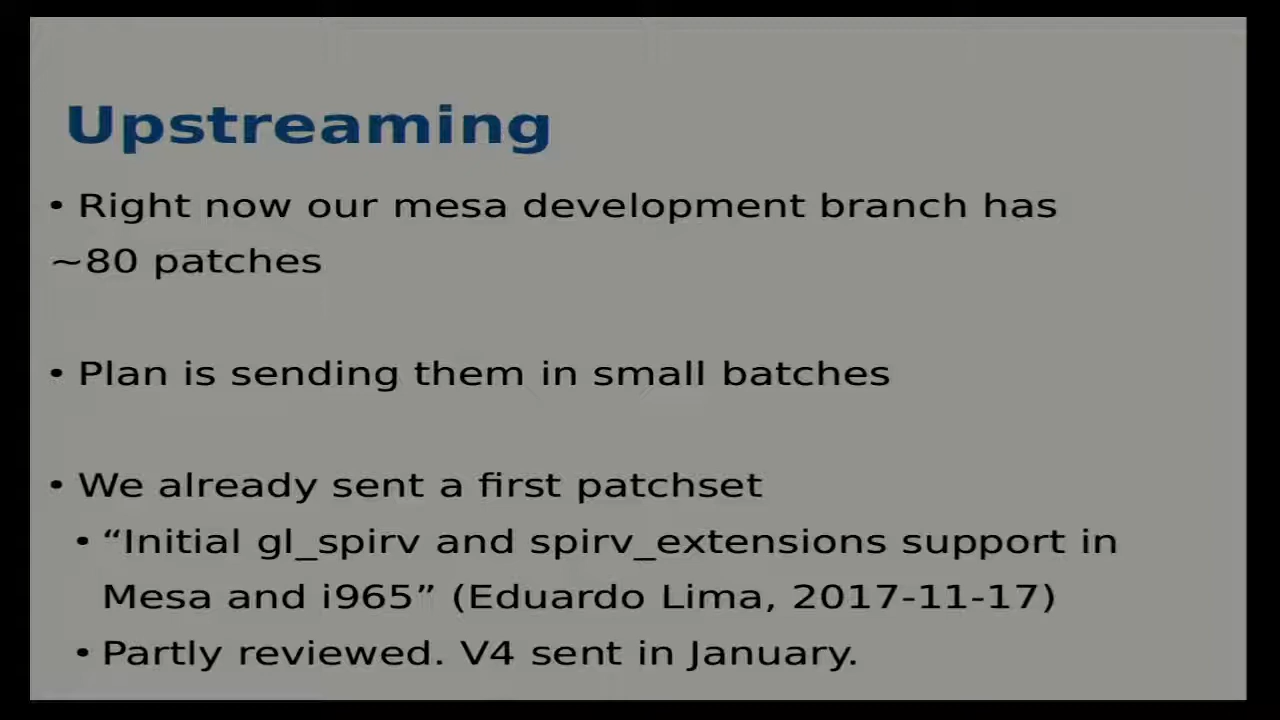 Upstreaming
• Right now our mesa development branch has
~80 patches
• Plan is sending them in small batches
• We already sent a first patchset
• “Initial gl_spirv and spirv_extensions support in
Mesa and i965” (Eduardo Lima, 2017-11-17)
• Partly reviewed. V4 sent in January.